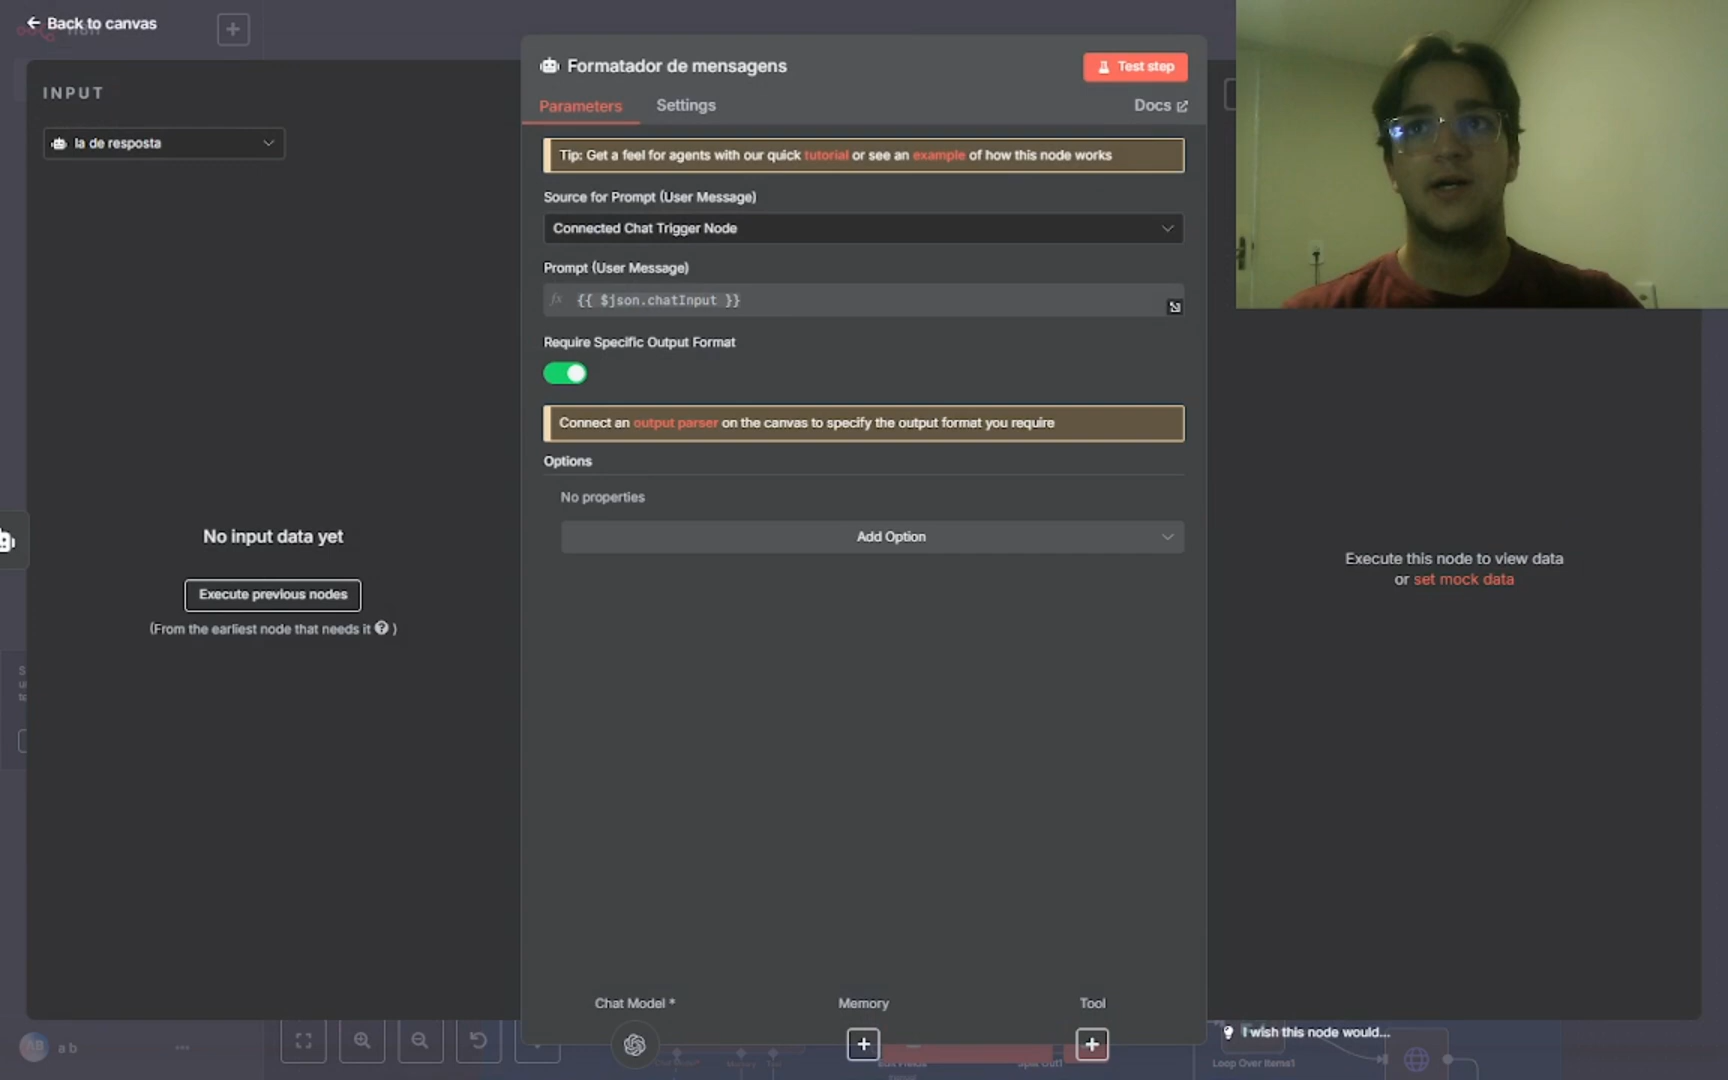 Back to canvas
INPUT
Ia de resposta
No input data yet
Execute previous nodes
(From the earliest node that needs it ? )
Formatador de mensagens
Test step
Parameters
Settings
Docs
Tip: Get a feel for agents with our quick tutorial or see an example of how this node works
Source for Prompt (User Message)
Connected Chat Trigger Node
Prompt (User Message)
fx {{ $json.chatInput }}
Require Specific Output Format
Connect an output parser on the canvas to specify the output format you require
Options
No properties
Add Option
Chat Model *
Memory
Tool
Execute this node to view data
or set mock data
I wish this node would...
AB
a b
Loop Over Items1